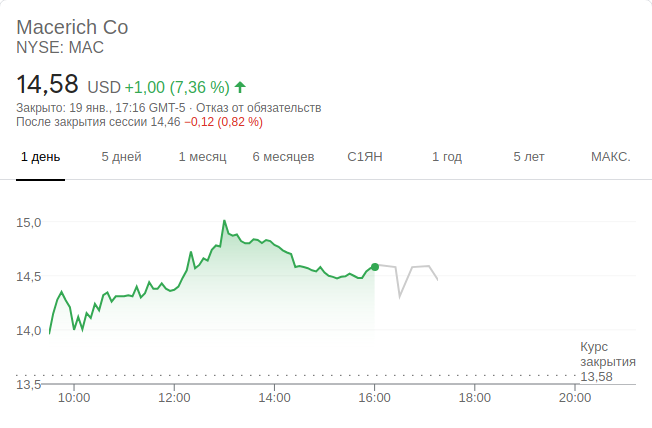 Macerich Co
NYSE: MAC
14,58 USD +1,00 (7,36 %)
Закрыто: 19 янв., 17:16 GMT-5 · Отказ от обязательств
После закрытия сессии 14,46 −0,12 (0,82 %)
1 день 5 дней 1 месяц 6 месяцев С1ЯН 1 год 5 лет МАКС.
15,0
14,5
14,0
Курс
закрытия
13,58
13,5
10:00 12:00 14:00 16:00 18:00 20:00